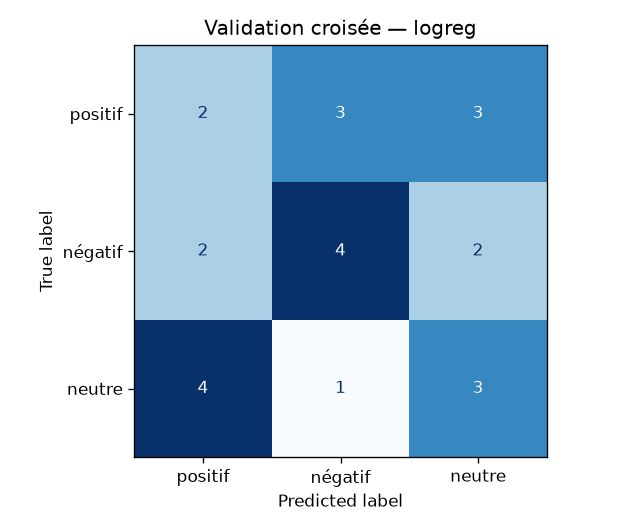 Validation croisée — logreg
positif 2 3 3
négatif 2 4 2
neutre 4 1 3
positif négatif neutre
True label
Predicted label